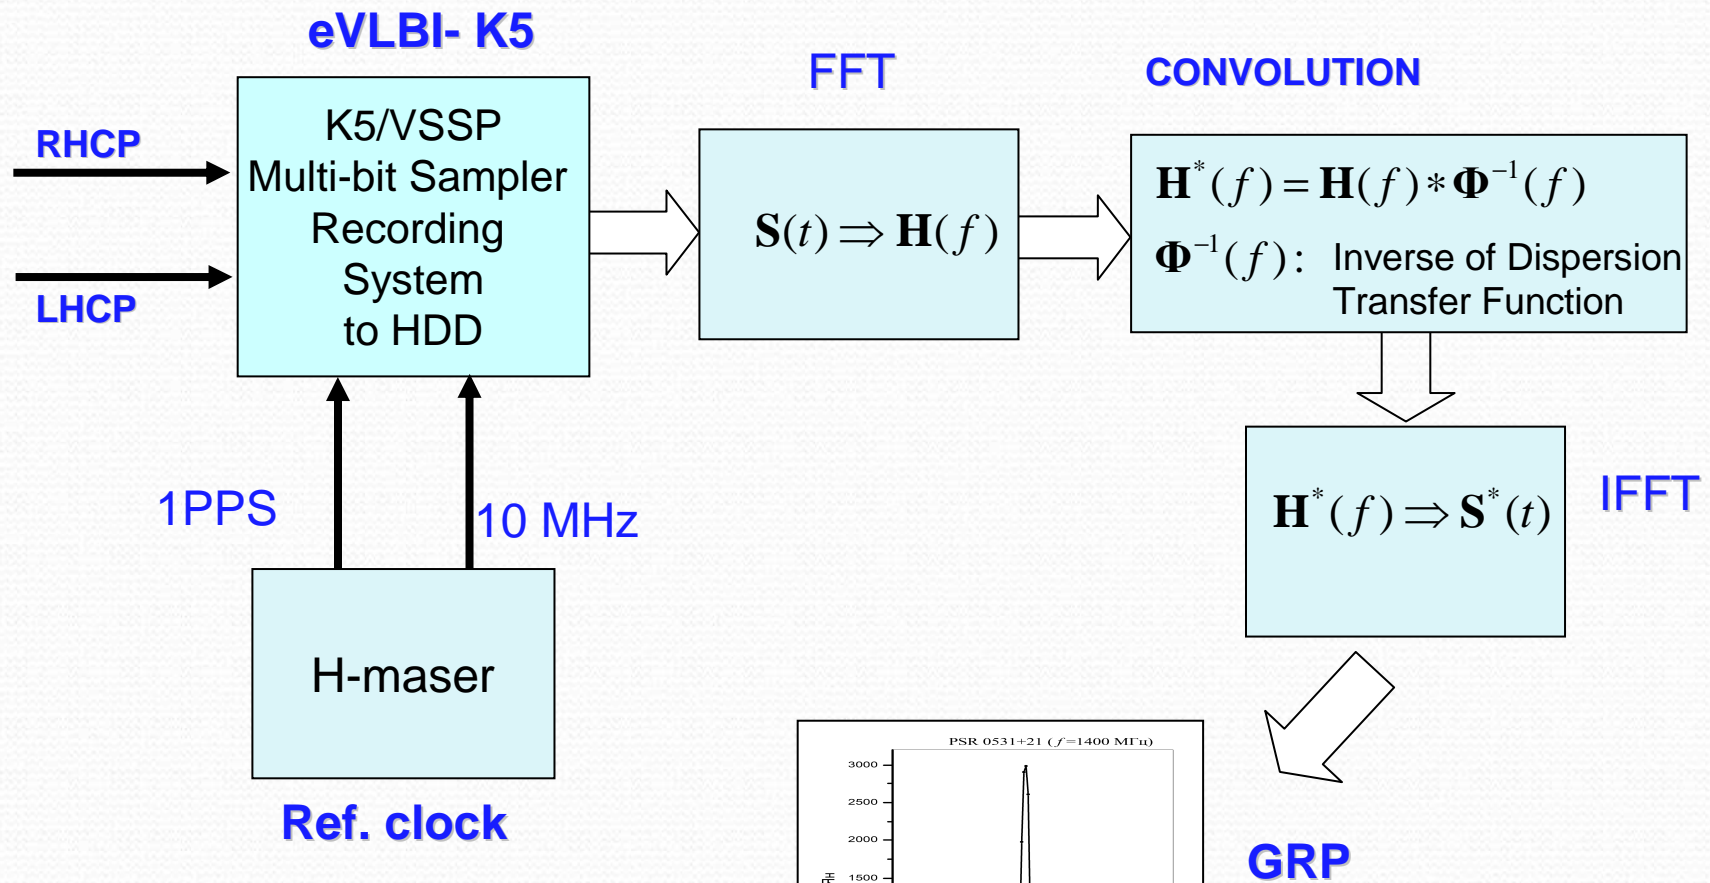 eVLBI- K5
FFT
CONVOLUTION
RHCP
LHCP
K5/VSSP
Multi-bit Sampler
Recording
System
to HDD
S(t) ⇒ H(f)
H*(f) = H(f) * Φ⁻¹(f)
Φ⁻¹(f): Inverse of Dispersion
Transfer Function
1PPS
10 MHz
H*(f) ⇒ S*(t)
IFFT
H-maser
Ref. clock
PSR 0531+21 (f=1400 МГц)
3000
2500
2000
1500
GRP